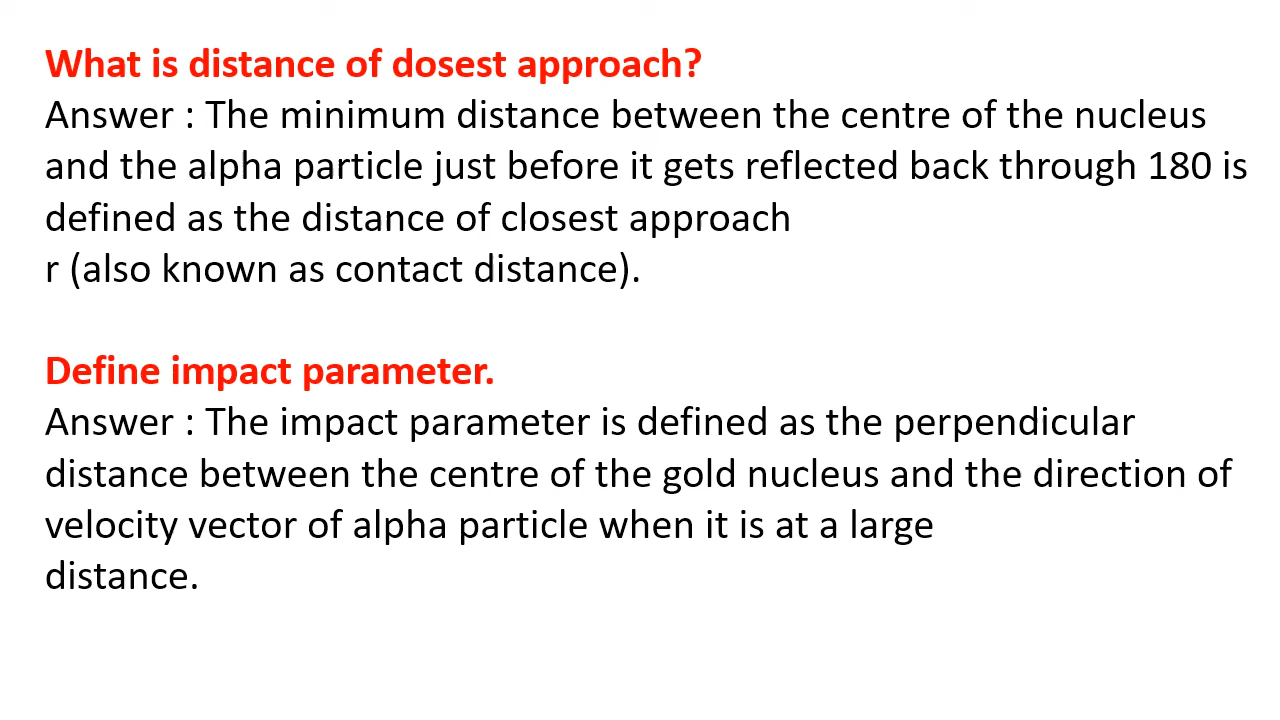 What is distance of dosest approach?
Answer : The minimum distance between the centre of the nucleus
and the alpha particle just before it gets reflected back through 180 is
defined as the distance of closest approach
r (also known as contact distance).
Define impact parameter.
Answer : The impact parameter is defined as the perpendicular
distance between the centre of the gold nucleus and the direction of
velocity vector of alpha particle when it is at a large
distance.